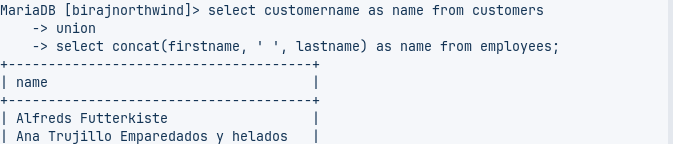 MariaDB [birajnorthwind]> select customername as name from customers
    -> union
    -> select concat(firstname, ' ', lastname) as name from employees;
+--------------------------------------+
| name                                 |
+--------------------------------------+
| Alfreds Futterkiste                  |
| Ana Trujillo Emparedados y helados   |